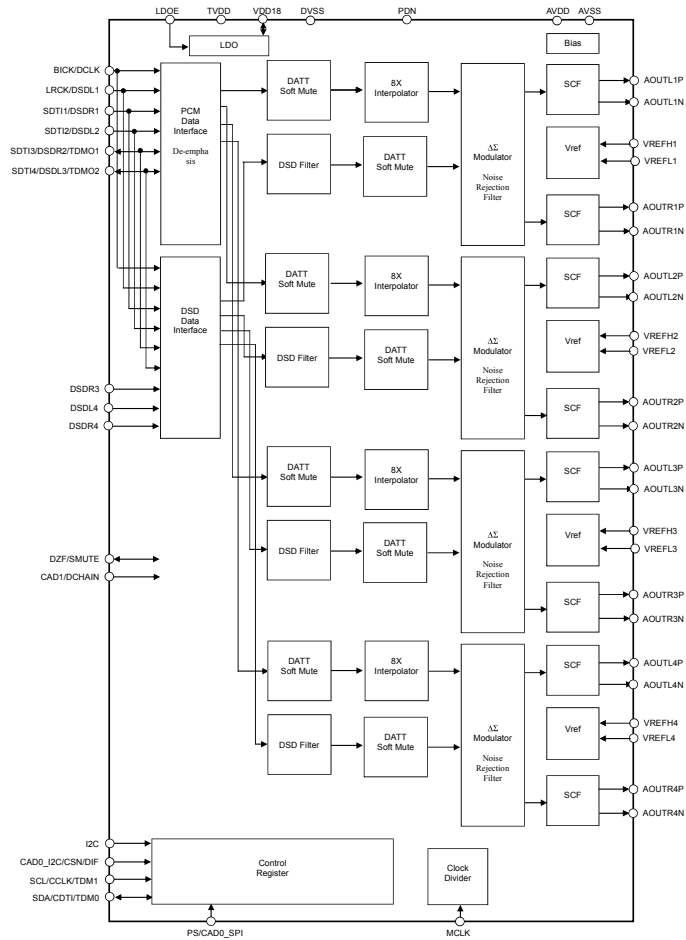 LDOE
TVDD
VDD18
DVSS
PDN
AVDD
AVSS
LDO
Bias
BICK/DCLK
LRCK/DSDL1
SDTI1/DSDR1
SDTI2/DSDL2
SDTI3/DSDR2/TDMO1
SDTI4/DSDL3/TDMO2
PCM
Data
Interface
De-empha
sis
DATT
Soft Mute
8X
Interpolator
DSD Filter
DATT
Soft Mute
ΔΣ
Modulator
Noise
Rejection
Filter
SCF
Vref
SCF
AOUTL1P
AOUTL1N
VREFH1
VREFL1
AOUTR1P
AOUTR1N
DSD
Data
Interface
DATT
Soft Mute
8X
Interpolator
DSD Filter
DATT
Soft Mute
ΔΣ
Modulator
Noise
Rejection
Filter
SCF
Vref
SCF
AOUTL2P
AOUTL2N
VREFH2
VREFL2
AOUTR2P
AOUTR2N
DSDR3
DSDL4
DSDR4
DATT
Soft Mute
8X
Interpolator
DSD Filter
DATT
Soft Mute
ΔΣ
Modulator
Noise
Rejection
Filter
SCF
Vref
SCF
AOUTL3P
AOUTL3N
VREFH3
VREFL3
AOUTR3P
AOUTR3N
DZF/SMUTE
CAD1/DCHAIN
DATT
Soft Mute
8X
Interpolator
DSD Filter
DATT
Soft Mute
ΔΣ
Modulator
Noise
Rejection
Filter
SCF
Vref
SCF
AOUTL4P
AOUTL4N
VREFH4
VREFL4
AOUTR4P
AOUTR4N
I2C
CAD0_I2C/CSN/DIF
SCL/CCLK/TDM1
SDA/CDTI/TDM0
Control
Register
Clock
Divider
PS/CAD0_SPI
MCLK